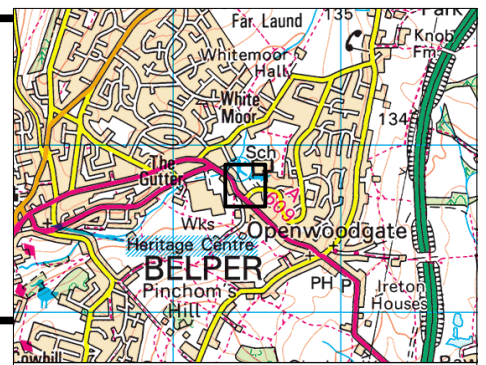 Far Laund
135
Park
Knob
Fm
Whitemoor
Hall
White
Moor
134
Sch
The
Gutter
A
609
Wks
Openwoodgate
Heritage Centre
BELPER
Pinchom's
Hill
PH
P
Ireton
Houses
Cowhill